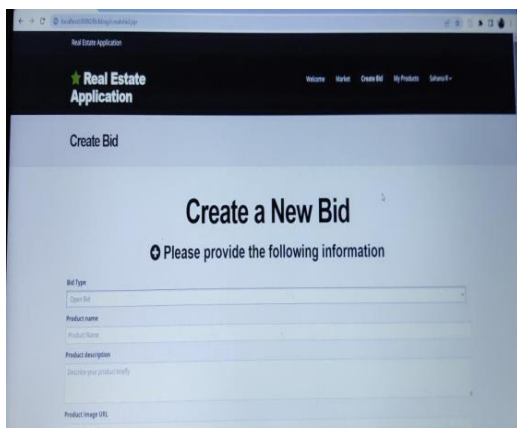 Real Estate Application
Real Estate
Application
Welcome Market Create Bid My Products Sahana R
Create Bid
Create a New Bid
Please provide the following information
Bid Type
Open Bid
Product name
Product Name
Product description
Describe your product briefly
Product Image URL